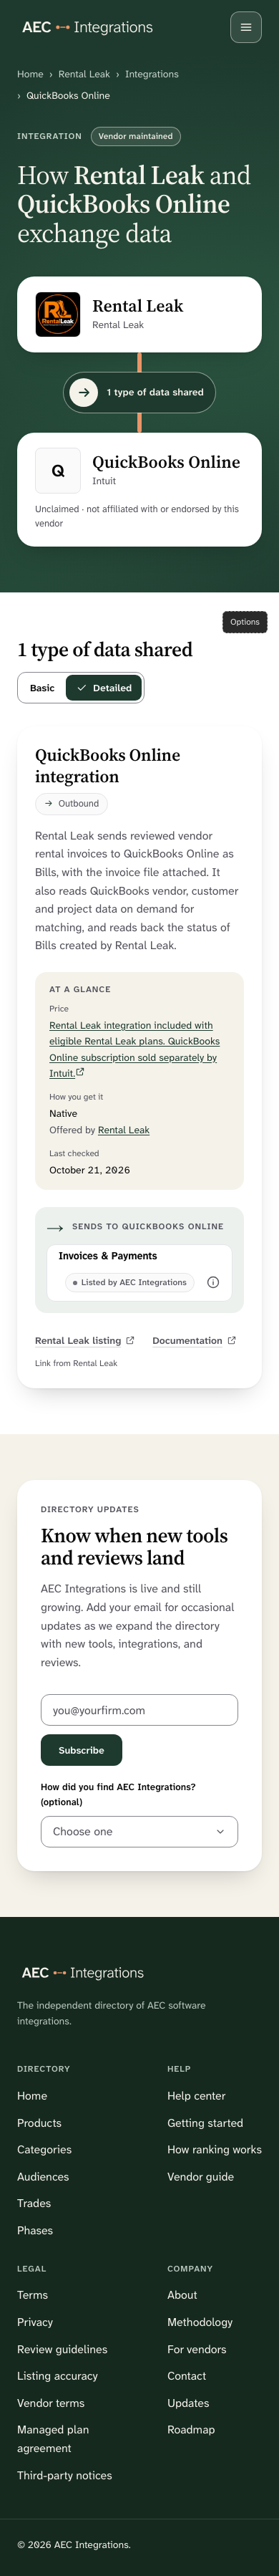 AEC Integrations
Home › Rental Leak › Integrations
› QuickBooks Online
INTEGRATION Vendor maintained
How Rental Leak and
QuickBooks Online
exchange data
RentalLeak
Rental Leak
Rental Leak
→ 1 type of data shared
Q
QuickBooks Online
Intuit
Unclaimed · not affiliated with or endorsed by this
vendor
Options
1 type of data shared
Basic ✓ Detailed
QuickBooks Online
integration
→ Outbound
Rental Leak sends reviewed vendor
rental invoices to QuickBooks Online as
Bills, with the invoice file attached. It
also reads QuickBooks vendor, customer
and project data on demand for
matching, and reads back the status of
Bills created by Rental Leak.
AT A GLANCE
Price
Rental Leak integration included with
eligible Rental Leak plans. QuickBooks
Online subscription sold separately by
Intuit.
How you get it
Native
Offered by Rental Leak
Last checked
October 21, 2026
SENDS TO QUICKBOOKS ONLINE
Invoices & Payments
Listed by AEC Integrations
Rental Leak listing Documentation
Link from Rental Leak
DIRECTORY UPDATES
Know when new tools
and reviews land
AEC Integrations is live and still
growing. Add your email for occasional
updates as we expand the directory
with new tools, integrations, and
reviews.
you@yourfirm.com
Subscribe
How did you find AEC Integrations?
(optional)
Choose one
AEC Integrations
The independent directory of AEC software
integrations.
DIRECTORY
Home
Products
Categories
Audiences
Trades
Phases
HELP
Help center
Getting started
How ranking works
Vendor guide
LEGAL
Terms
Privacy
Review guidelines
Listing accuracy
Vendor terms
Managed plan
agreement
Third-party notices
COMPANY
About
Methodology
For vendors
Contact
Updates
Roadmap
© 2026 AEC Integrations.